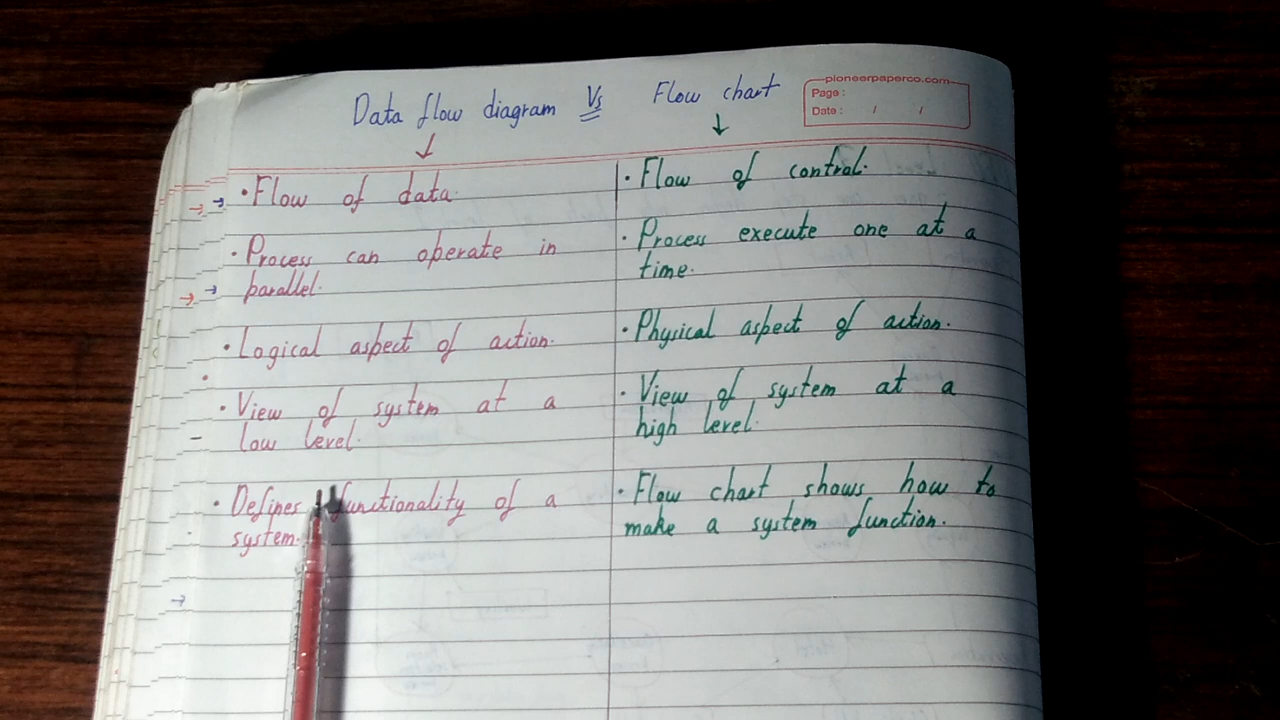 Data flow diagram Vs Flow chart
pioneerpaperco.com
Page :
Date : / /
• Flow of data.
• Process can operate in
parallel.
• Logical aspect of action.
• View of system at a
low level.
• Defines functionality of a
system.
• Flow of control.
• Process execute one at a
time.
• Physical aspect of action.
• View of system at a
high level.
• Flow chart shows how to
make a system function.